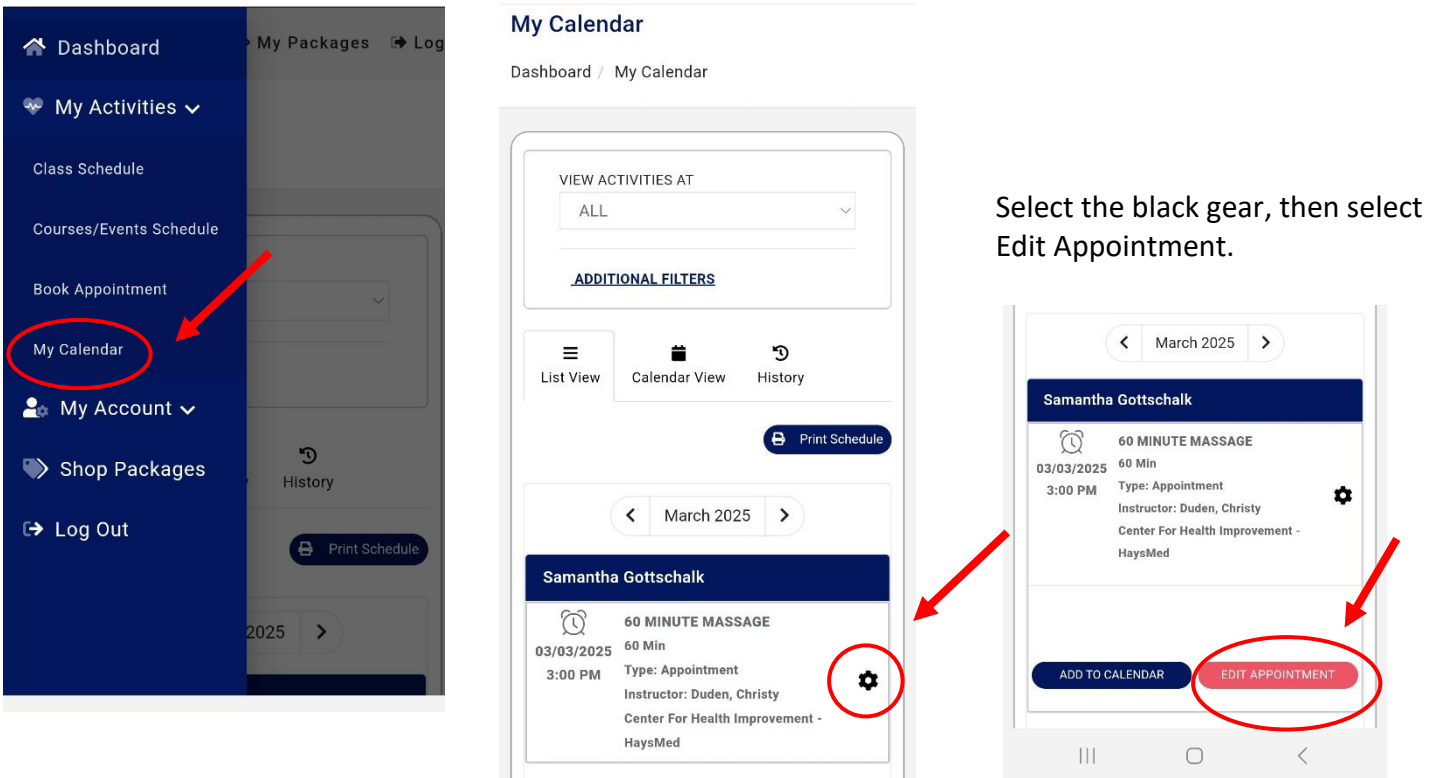 Dashboard
My Packages
Log
My Activities
Class Schedule
Courses/Events Schedule
Book Appointment
My Calendar
My Account
Shop Packages
History
Log Out
Print Schedule
2025
My Calendar
Dashboard / My Calendar
VIEW ACTIVITIES AT
ALL
ADDITIONAL FILTERS
List View
Calendar View
History
Print Schedule
March 2025
Samantha Gottschalk
60 MINUTE MASSAGE
03/03/2025
60 Min
3:00 PM
Type: Appointment
Instructor: Duden, Christy
Center For Health Improvement -
HaysMed
Select the black gear, then select
Edit Appointment.
March 2025
Samantha Gottschalk
60 MINUTE MASSAGE
03/03/2025
60 Min
3:00 PM
Type: Appointment
Instructor: Duden, Christy
Center For Health Improvement -
HaysMed
ADD TO CALENDAR
EDIT APPOINTMENT